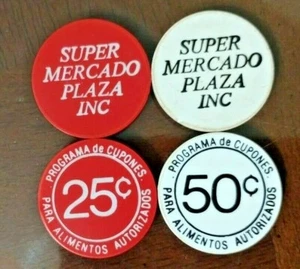 SUPER
MERCADO
PLAZA
INC
SUPER
MERCADO
PLAZA
INC
PROGRAMA de CUPONES
25¢
PARA ALIMENTOS AUTORIZADOS
PROGRAMA de CUPONES
50¢
PARA ALIMENTOS AUTORIZADOS